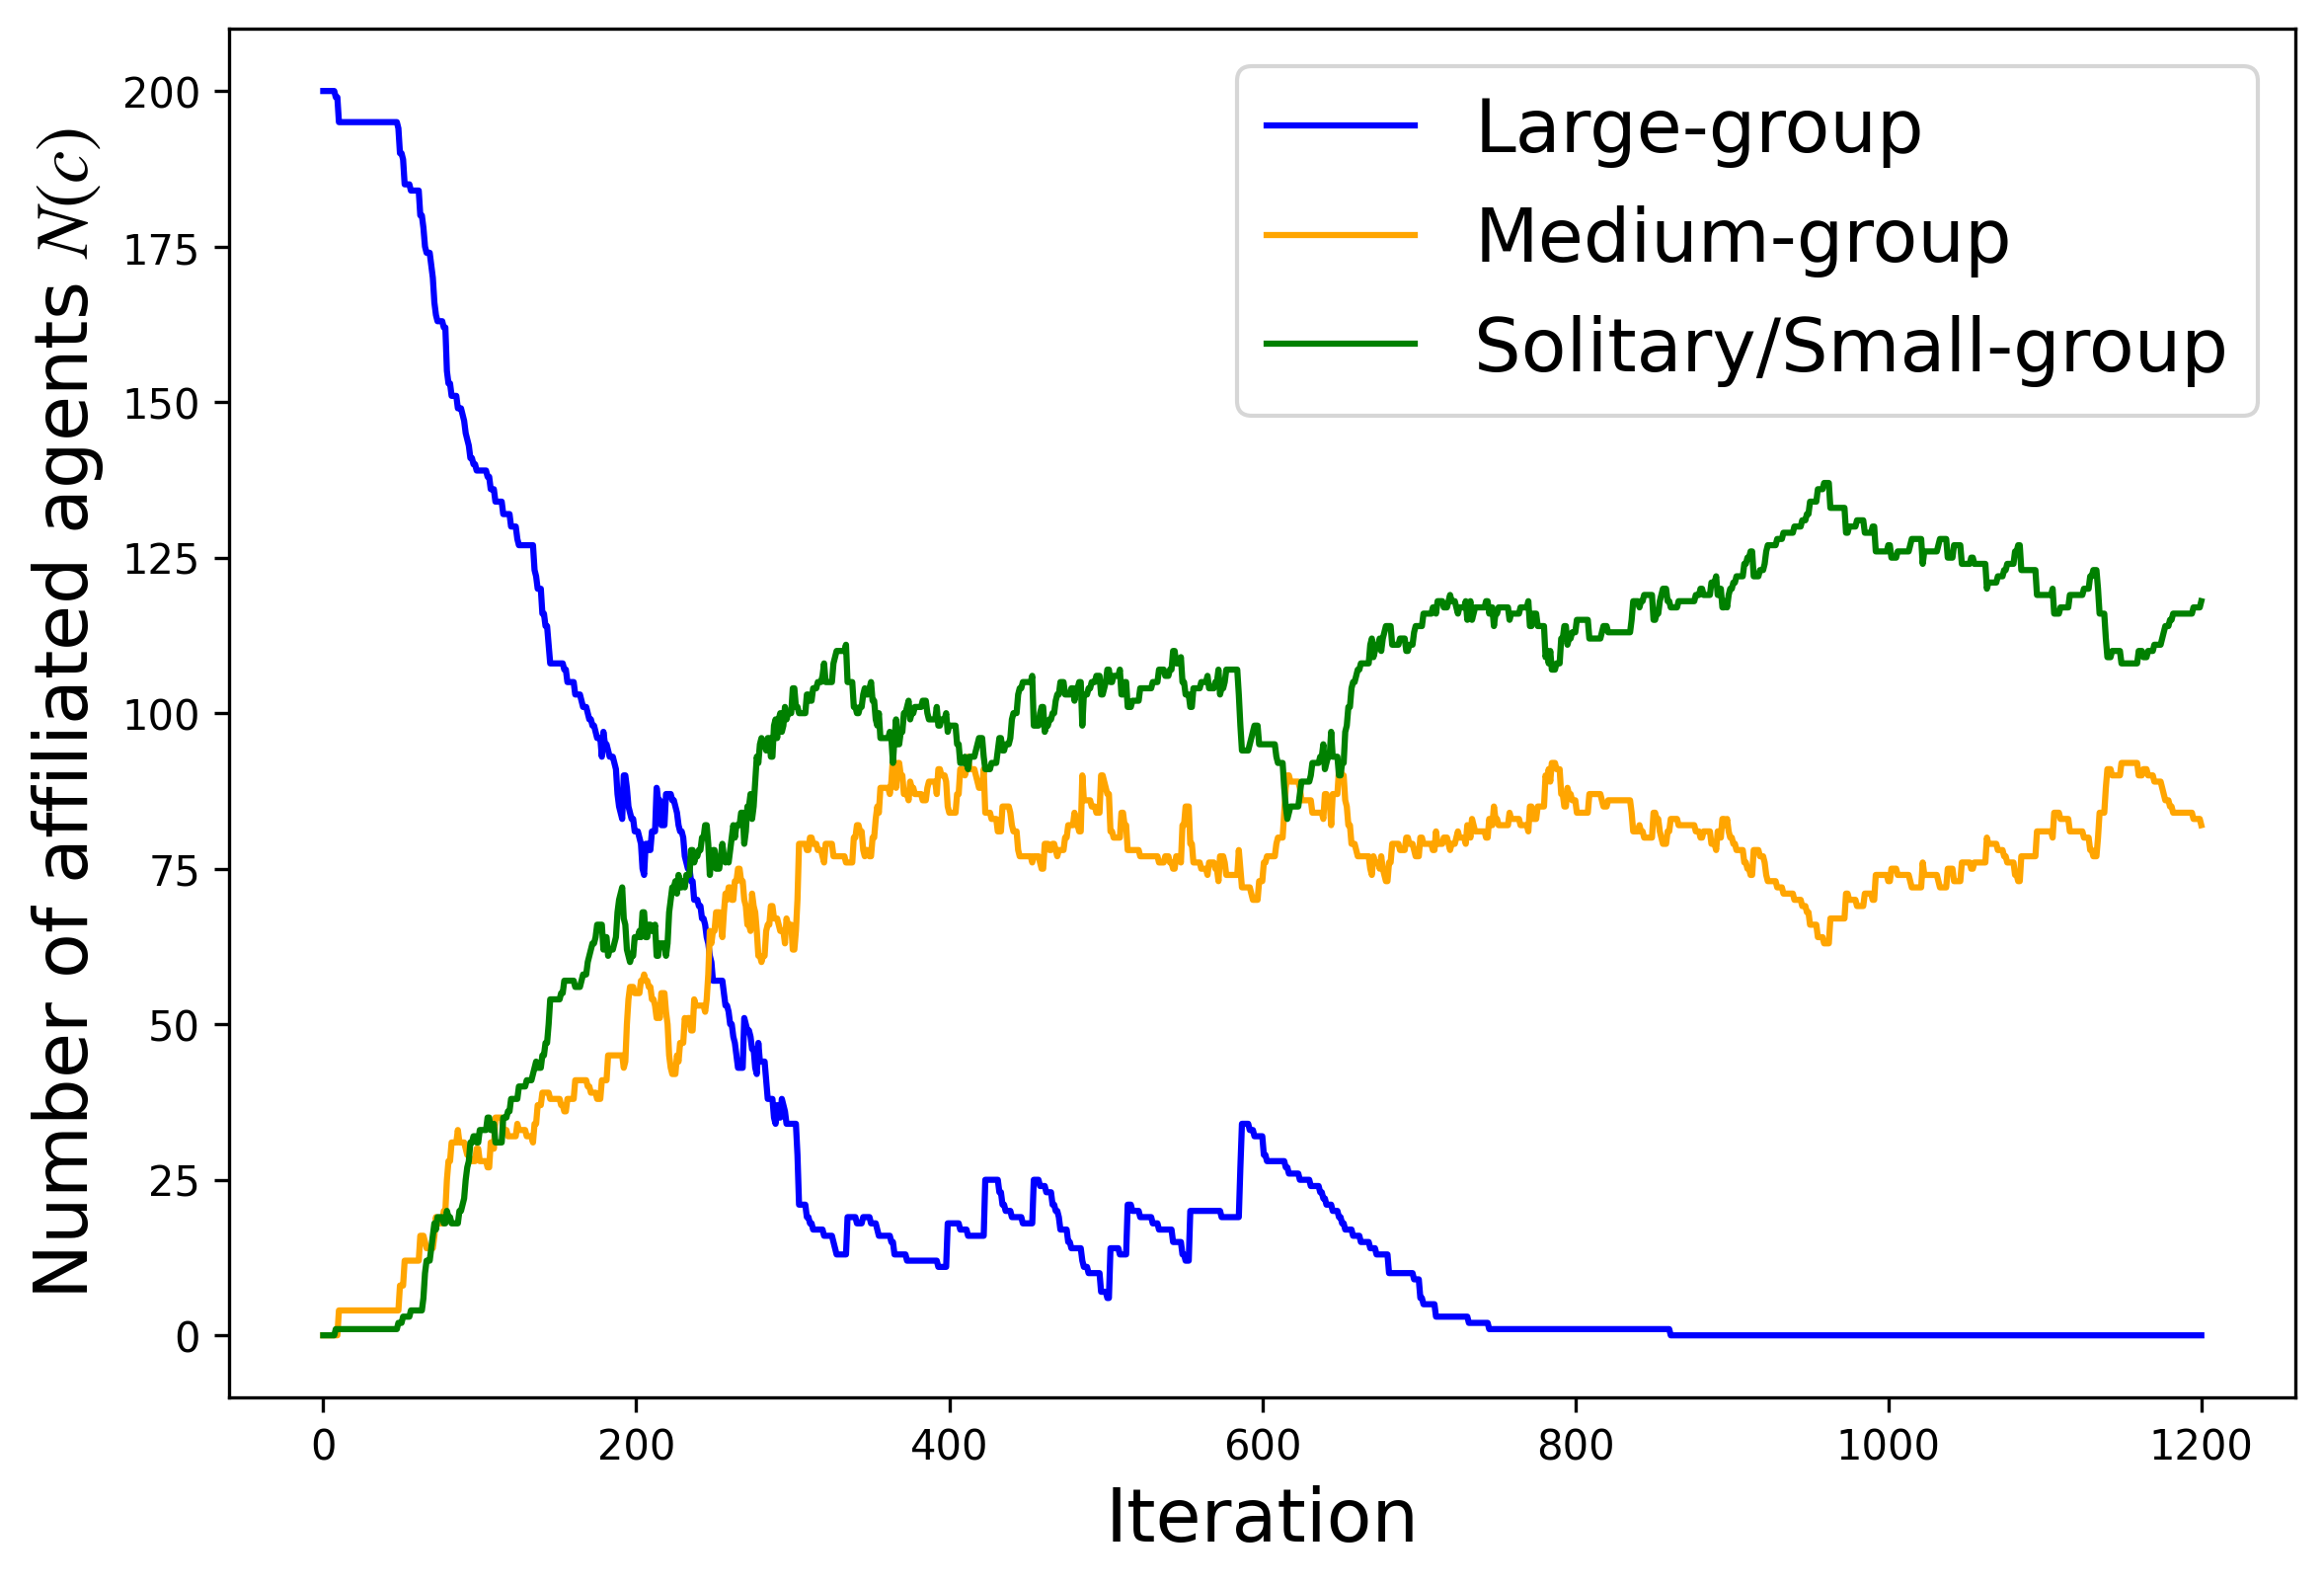 Number of affiliated agents N(c)
200
175
150
125
100
75
50
25
0
Large-group
Medium-group
Solitary/Small-group
0 200 400 600 800 1000 1200
Iteration